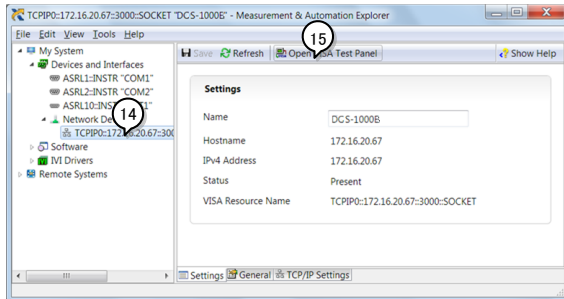 TCPIP0::172.16.20.67::3000::SOCKET "DCS-1000E" - Measurement & Automation Explorer
File Edit View Tools Help
My System
Devices and Interfaces
ASRL1::INSTR "COM1"
ASRL2::INSTR "COM2"
ASRL10::INST
Network De
TCPIP0::172.16.20.67::300
Software
IVI Drivers
Remote Systems
14
15
Save Refresh Open VISA Test Panel Show Help
Settings
Name DCS-1000B
Hostname 172.16.20.67
IPv4 Address 172.16.20.67
Status Present
VISA Resource Name TCPIP0::172.16.20.67::3000::SOCKET
Settings General TCP/IP Settings